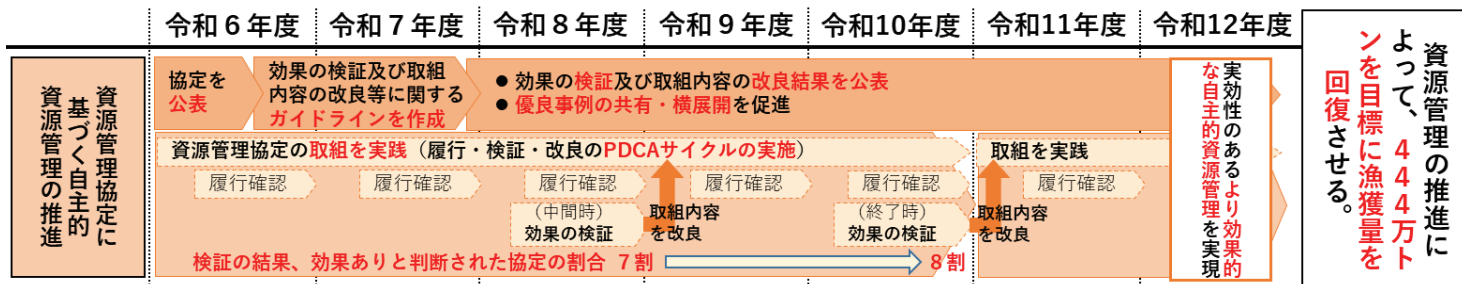 令和６年度
令和７年度
令和８年度
令和９年度
令和10年度
令和11年度
令和12年度
資源管理協定に
基づく自主的
資源管理の推進
協定を
公表
効果の検証及び取組
内容の改良等に関する
ガイドラインを作成
● 効果の検証及び取組内容の改良結果を公表
● 優良事例の共有・横展開を促進
資源管理協定の取組を実践（履行・検証・改良のPDCAサイクルの実施）
取組を実践
履行確認
履行確認
履行確認
履行確認
履行確認
履行確認
（中間時）
効果の検証
取組内容
を改良
（終了時）
効果の検証
取組内容
を改良
検証の結果、効果ありと判断された協定の割合 ７割
８割
実効性のあるより効果的
な自主的資源管理を実現
資源管理の推進に
よって、４４４万ト
ンを目標に漁獲量を
回復させる。